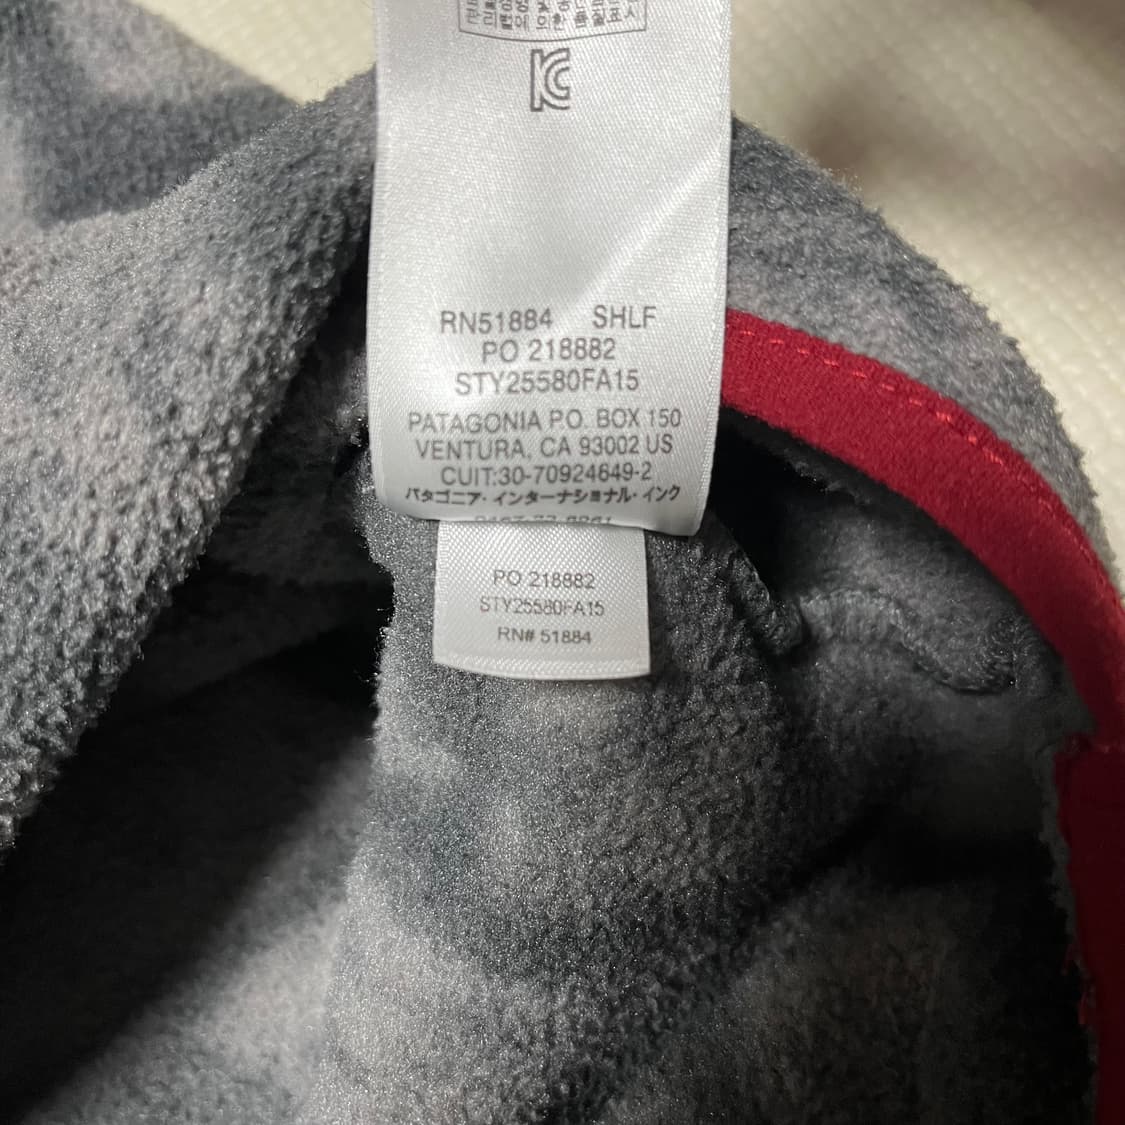 RN51884 SHLF
PO 218882
STY25580FA15
PATAGONIA P.O. BOX 150
VENTURA, CA 93002 US
CUIT:30-70924649-2
パタゴニア・インターナショナル・インク
PO 218882
STY25580FA15
RN# 51884